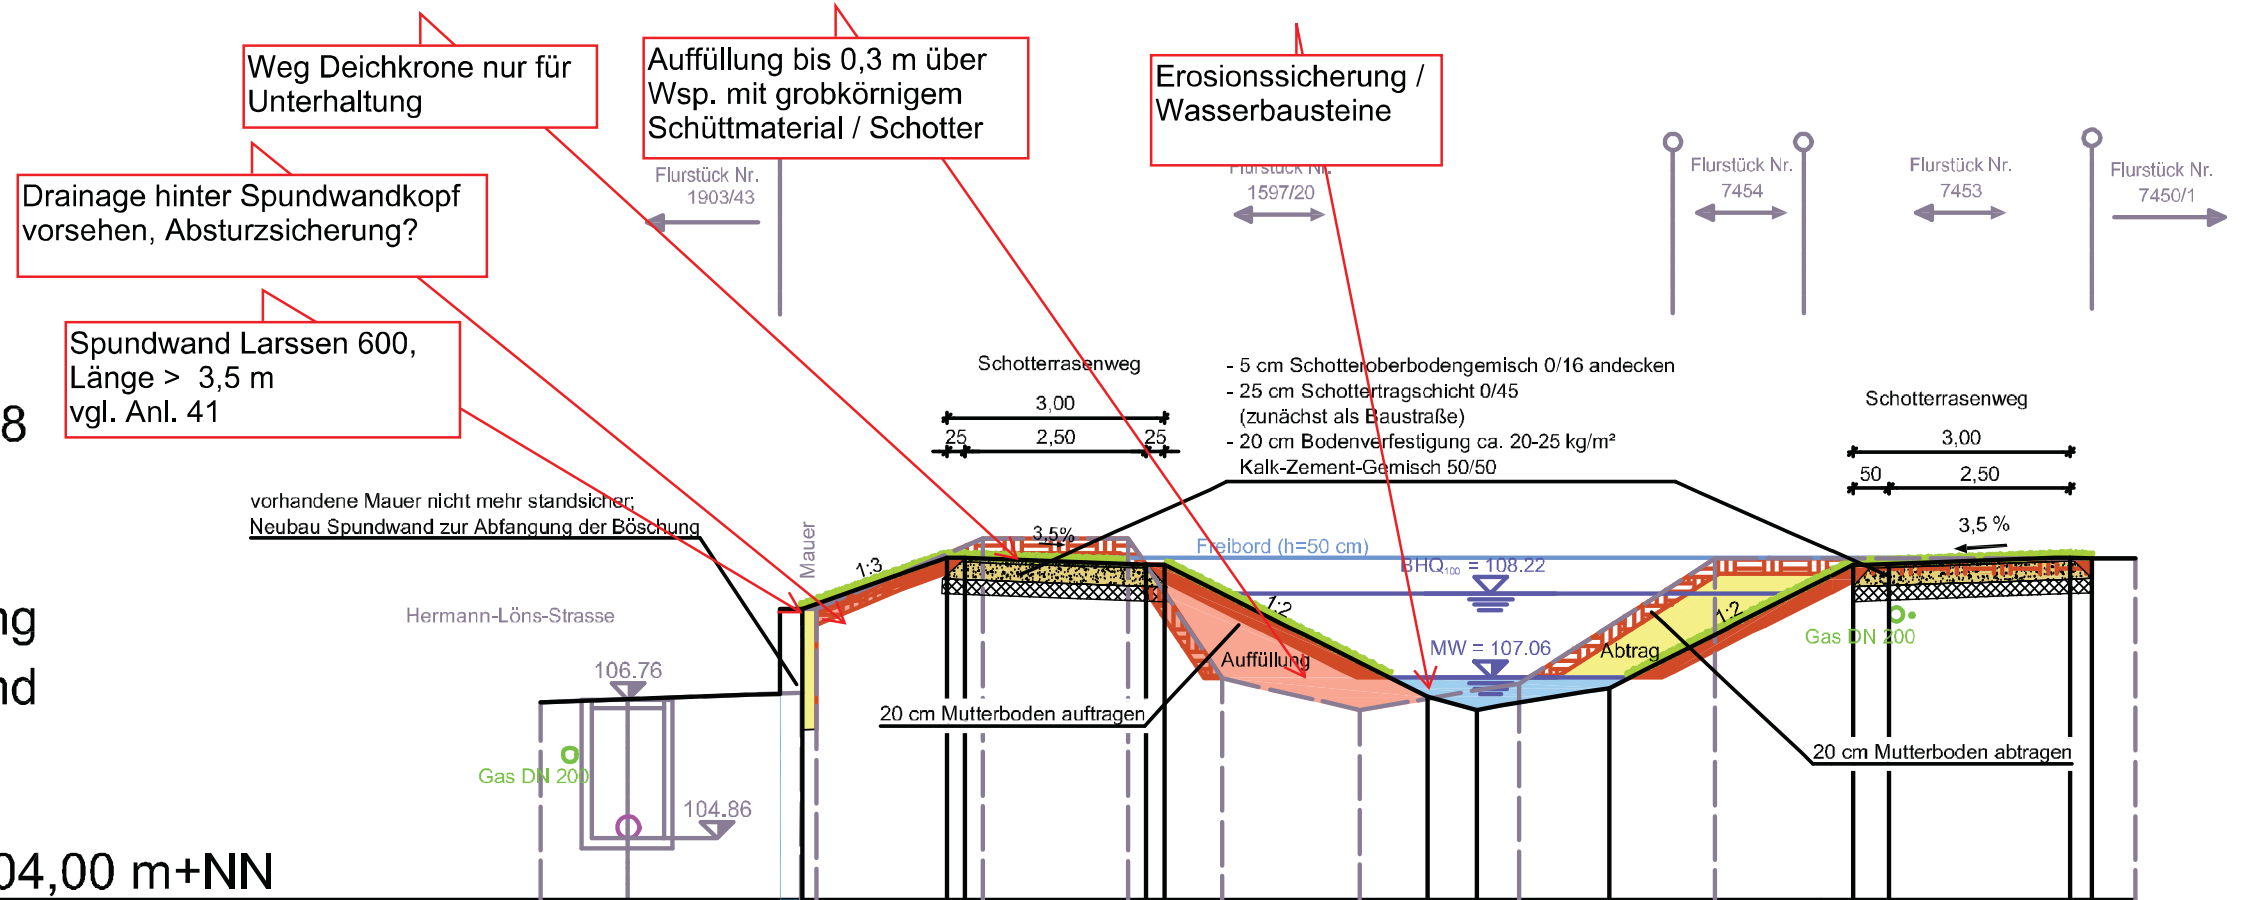 Weg Deichkrone nur für
Unterhaltung
Auffüllung bis 0,3 m über
Wsp. mit grobkörnigem
Schüttmaterial / Schotter
Erosionssicherung /
Wasserbausteine
Drainage hinter Spundwandkopf
vorsehen, Absturzsicherung?
Spundwand Larssen 600,
Länge > 3,5 m
vgl. Anl. 41
Flurstück Nr.
1903/43
Flurstück Nr.
1597/20
Flurstück Nr.
7454
Flurstück Nr.
7453
Flurstück Nr.
7450/1
8
Schotterrasenweg
3,00
25 2,50 25
- 5 cm Schotteroberbodengemisch 0/16 andecken
- 25 cm Schottertragschicht 0/45
(zunächst als Baustraße)
- 20 cm Bodenverfestigung ca. 20-25 kg/m²
Kalk-Zement-Gemisch 50/50
Schotterrasenweg
3,00
50 2,50
3,5 %
vorhandene Mauer nicht mehr standsicher;
Neubau Spundwand zur Abfangung der Böschung
Mauer
1:3
3,5%
Freibord (h=50 cm)
BHQ₁₀₀ = 108.22
1:2
1:2
MW = 107.06
Auffüllung
Abtrag
Gas DN 200
Hermann-Löns-Strasse
106.76
20 cm Mutterboden auftragen
20 cm Mutterboden abtragen
Gas DN 200
104.86
ng
nd
04,00 m+NN